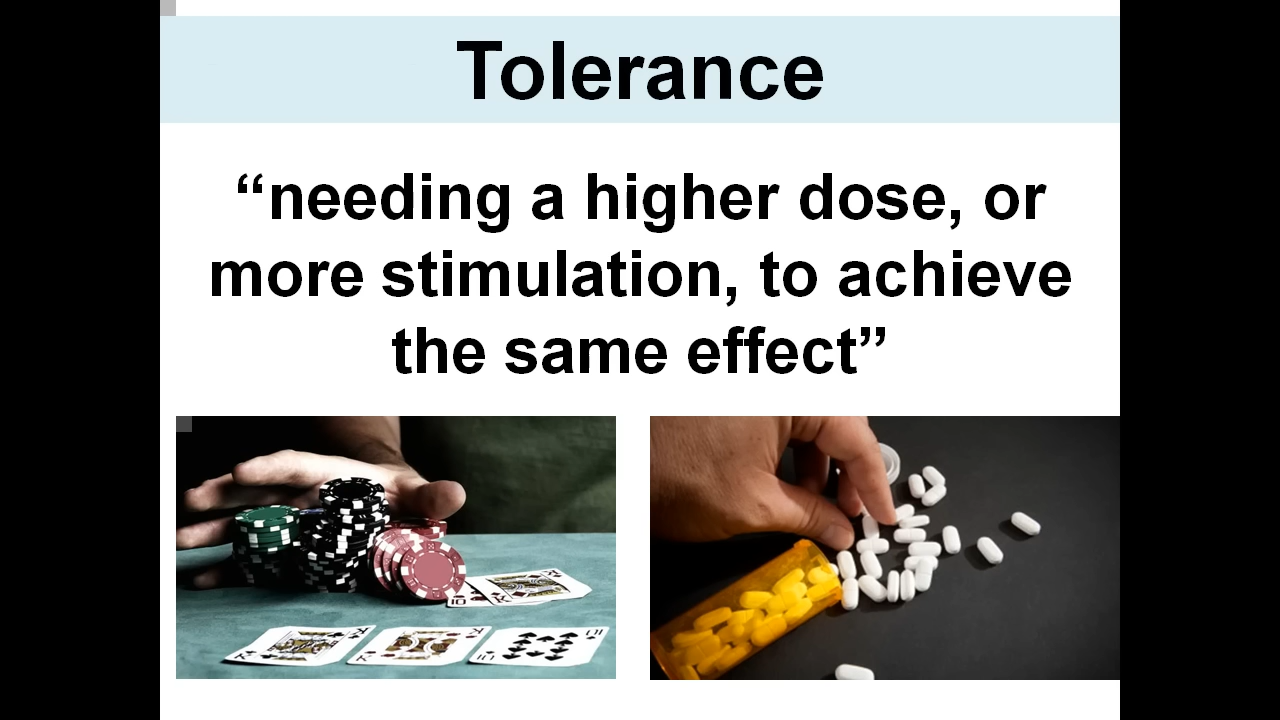 Tolerance
“needing a higher dose, or
more stimulation, to achieve
the same effect”